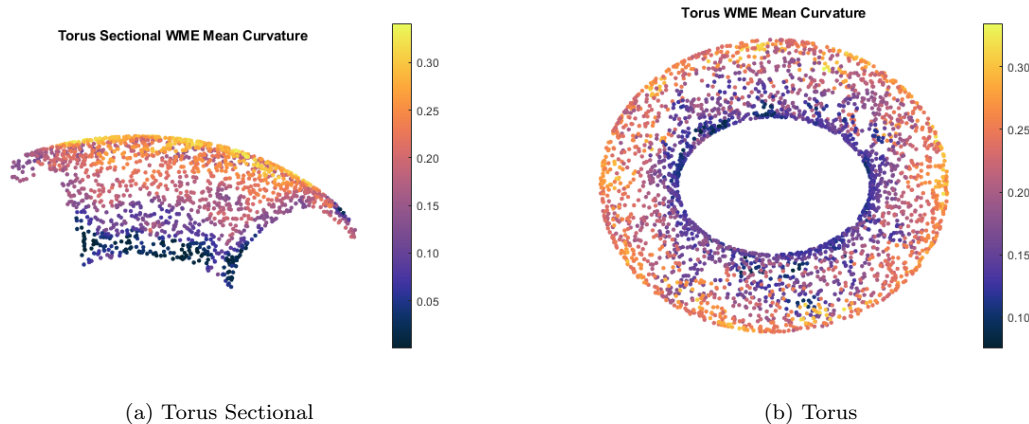 Torus Sectional WME Mean Curvature
0.30
0.25
0.20
0.15
0.10
0.05
(a) Torus Sectional
Torus WME Mean Curvature
0.30
0.25
0.20
0.15
0.10
(b) Torus